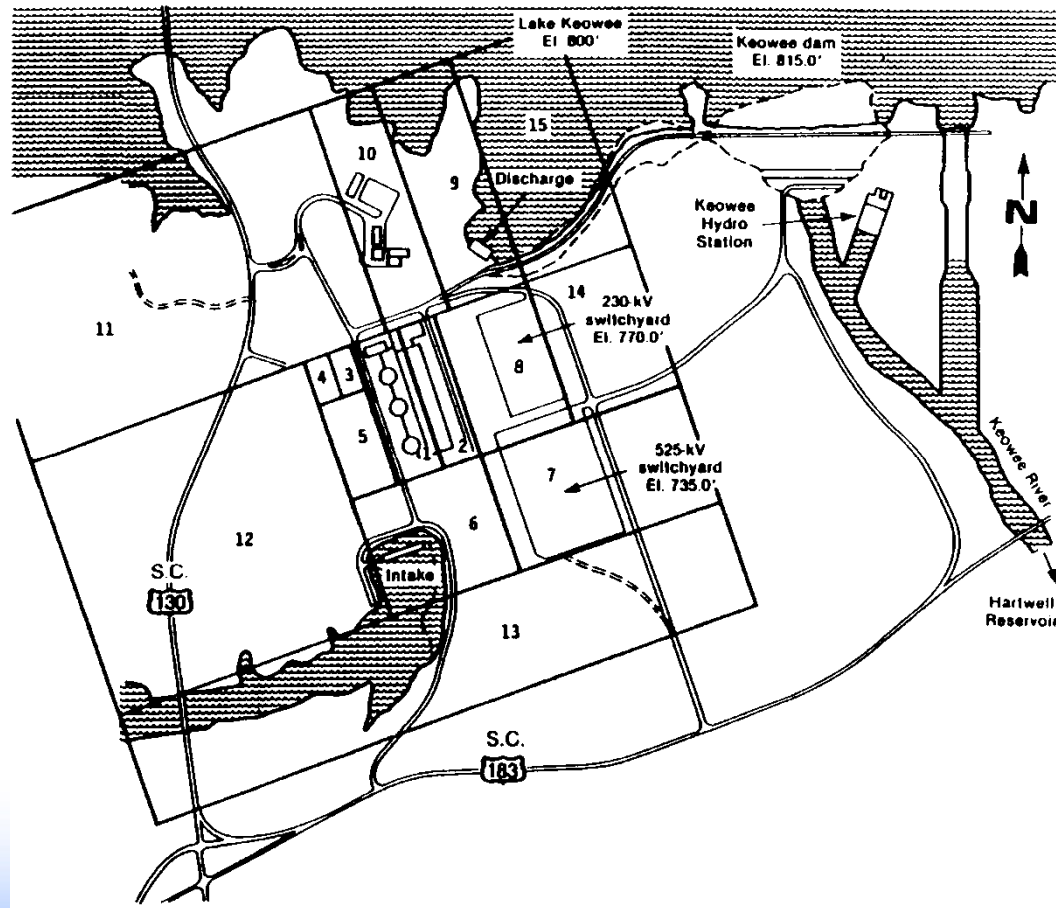 Lake Keowee
El. 800'
Keowee dam
El. 815.0'
15
10
9
Discharge
Keowee
Hydro
Station
N
14
230-kV
switchyard
El. 770.0'
11
8
4
3
5
1
2
525-kV
switchyard
El. 735.0'
7
Keowee River
6
12
S.C.
130
Intake
Hartwell
Reservoir
13
S.C.
183